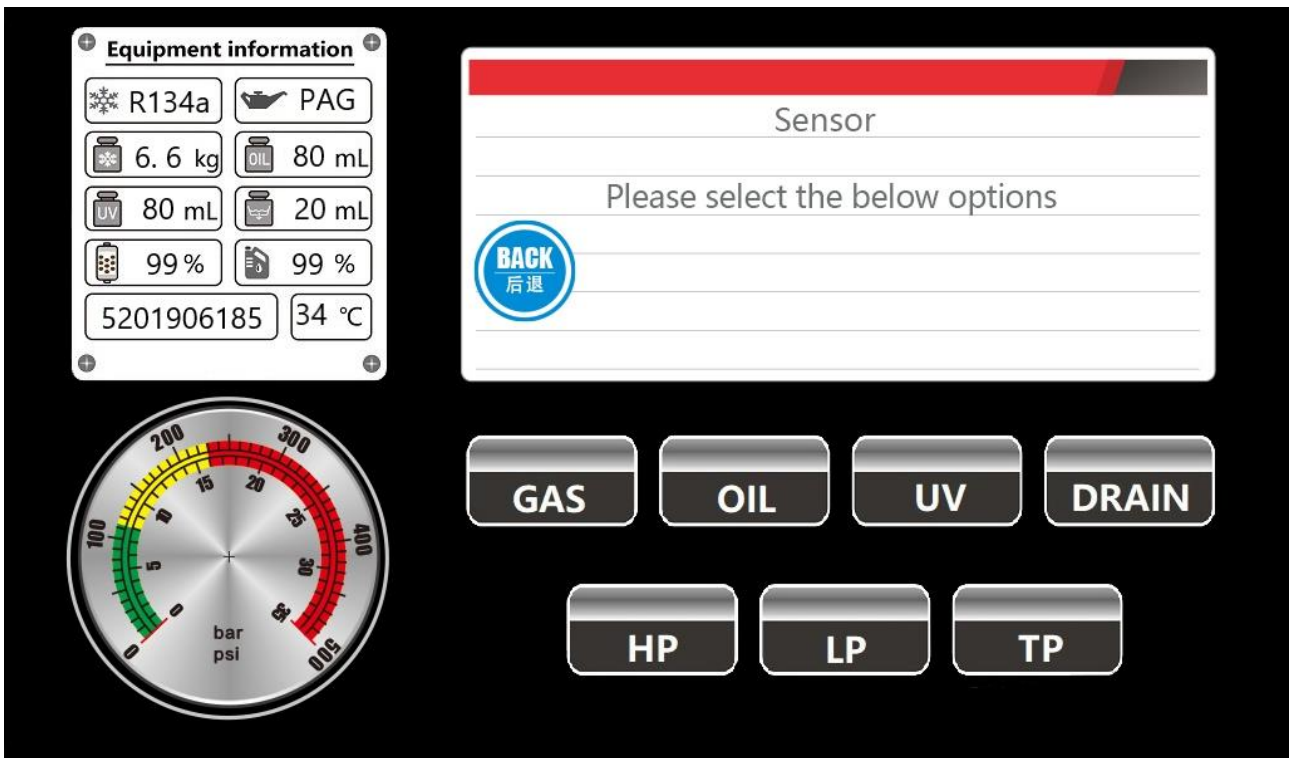 Equipment information
R134a
PAG
6. 6 kg
OIL
80 mL
UV
80 mL
20 mL
99 %
99 %
5201906185
34 ℃
Sensor
Please select the below options
BACK
后退
GAS
OIL
UV
DRAIN
HP
LP
TP
0
100
200
300
400
500
0
5
10
15
20
25
30
35
bar
psi